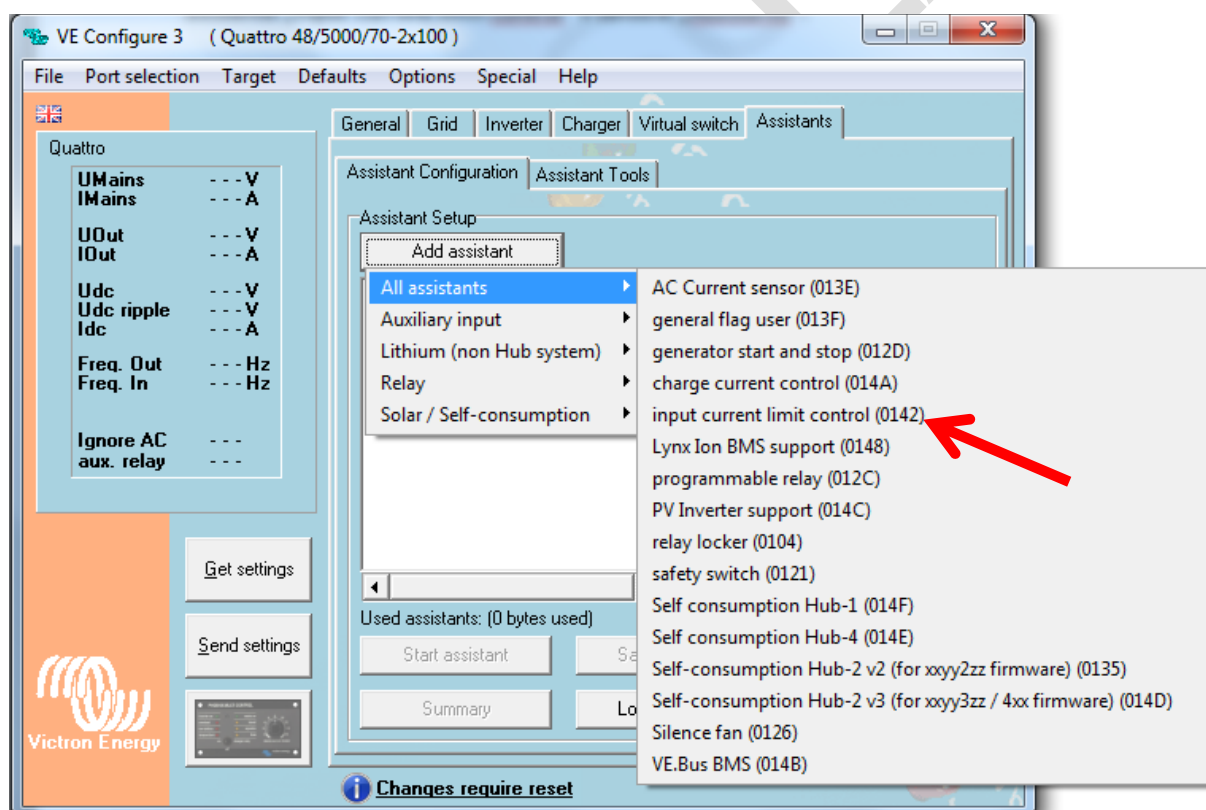 VE Configure 3 ( Quattro 48/5000/70-2x100 )
File Port selection Target Defaults Options Special Help
General Grid Inverter Charger Virtual switch Assistants
Quattro
UMains - - - V
IMains - - - A
UOut - - - V
IOut - - - A
Udc - - - V
Udc ripple - - - V
Idc - - - A
Freq. Out - - - Hz
Freq. In - - - Hz
Ignore AC - - -
aux. relay - - -
Get settings
Send settings
Victron Energy
Assistant Configuration Assistant Tools
Assistant Setup
Add assistant
All assistants
Auxiliary input
Lithium (non Hub system)
Relay
Solar / Self-consumption
AC Current sensor (013E)
general flag user (013F)
generator start and stop (012D)
charge current control (014A)
input current limit control (0142)
Lynx Ion BMS support (0148)
programmable relay (012C)
PV Inverter support (014C)
relay locker (0104)
safety switch (0121)
Self consumption Hub-1 (014F)
Self consumption Hub-4 (014E)
Self-consumption Hub-2 v2 (for xxyy2zz firmware) (0135)
Self-consumption Hub-2 v3 (for xxyy3zz / 4xx firmware) (014D)
Silence fan (0126)
VE.Bus BMS (014B)
Used assistants: (0 bytes used)
Start assistant Sa
Summary Lo
Changes require reset